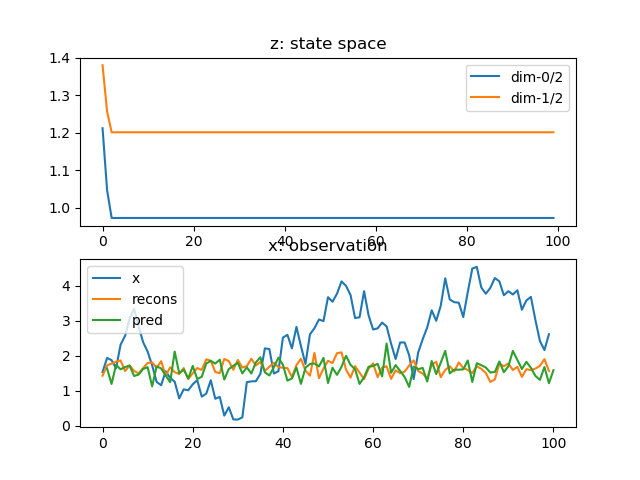 z: state space
1.4
1.3
1.2
1.1
1.0
dim-0/2
dim-1/2
0 20 40 60 80 100
x: observation
4
3
2
1
0
x
recons
pred
0 20 40 60 80 100